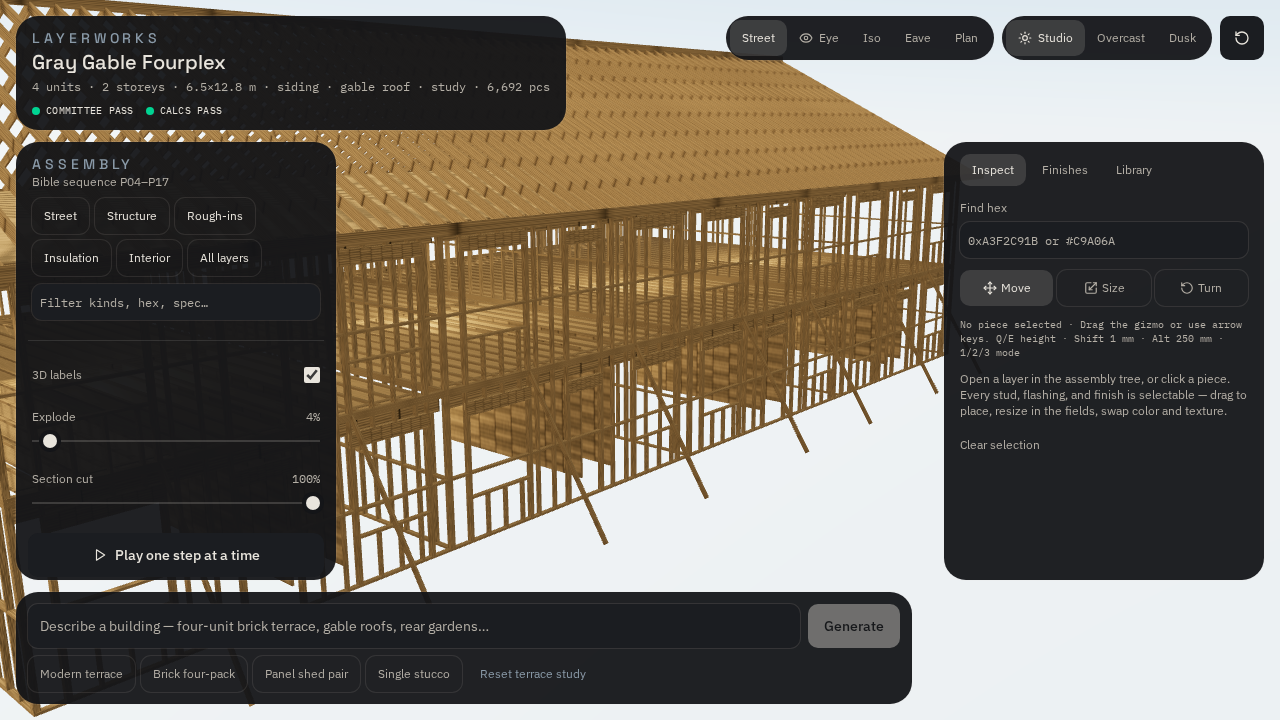 LAYERWORKS
Gray Gable Fourplex
4 units · 2 storeys · 6.5×12.8 m · siding · gable roof · study · 6,692 pcs
COMMITTEE PASS CALCS PASS
Street Eye Iso Eave Plan
Studio Overcast Dusk
ASSEMBLY
Bible sequence P04–P17
Street Structure Rough-ins
Insulation Interior All layers
Filter kinds, hex, spec…
3D labels
Explode 4%
Section cut 100%
Play one step at a time
Inspect Finishes Library
Find hex
0xA3F2C91B or #C9A06A
Move Size Turn
No piece selected · Drag the gizmo or use arrow
keys. Q/E height · Shift 1 mm · Alt 250 mm ·
1/2/3 mode
Open a layer in the assembly tree, or click a piece.
Every stud, flashing, and finish is selectable — drag to
place, resize in the fields, swap color and texture.
Clear selection
Describe a building — four-unit brick terrace, gable roofs, rear gardens…
Generate
Modern terrace Brick four-pack Panel shed pair Single stucco Reset terrace study